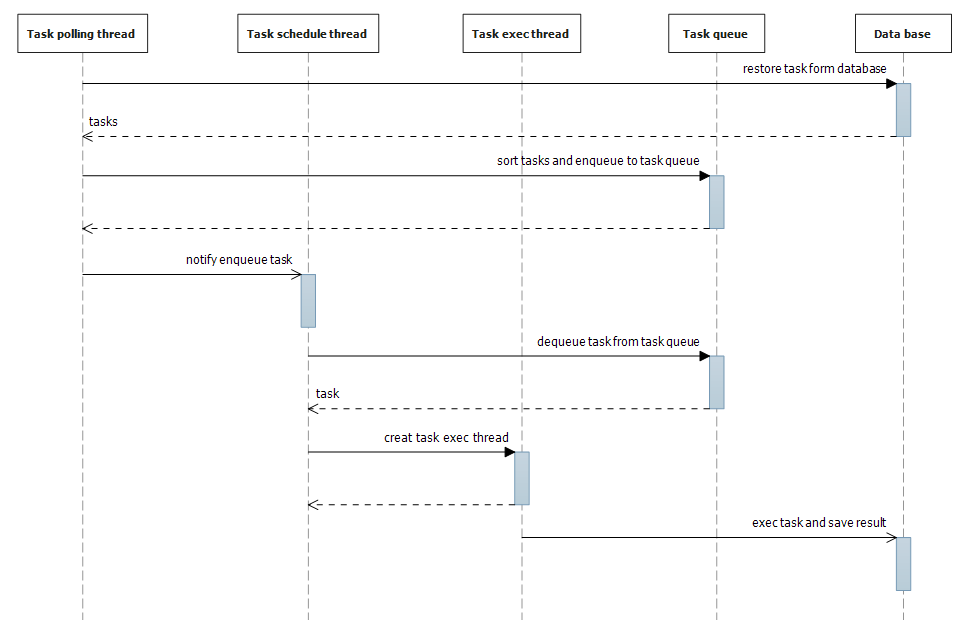 Task polling thread
Task schedule thread
Task exec thread
Task queue
Data base
restore task form database
tasks
sort tasks and enqueue to task queue
notify enqueue task
dequeue task from task queue
task
creat task exec thread
exec task and save result